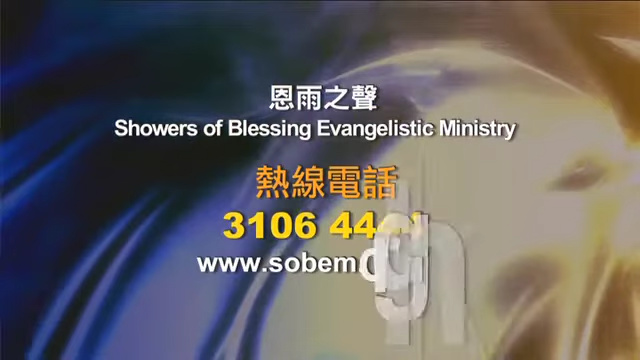 恩雨之聲
Showers of Blessing Evangelistic Ministry
熱線電話
3106 44
www.sobem.